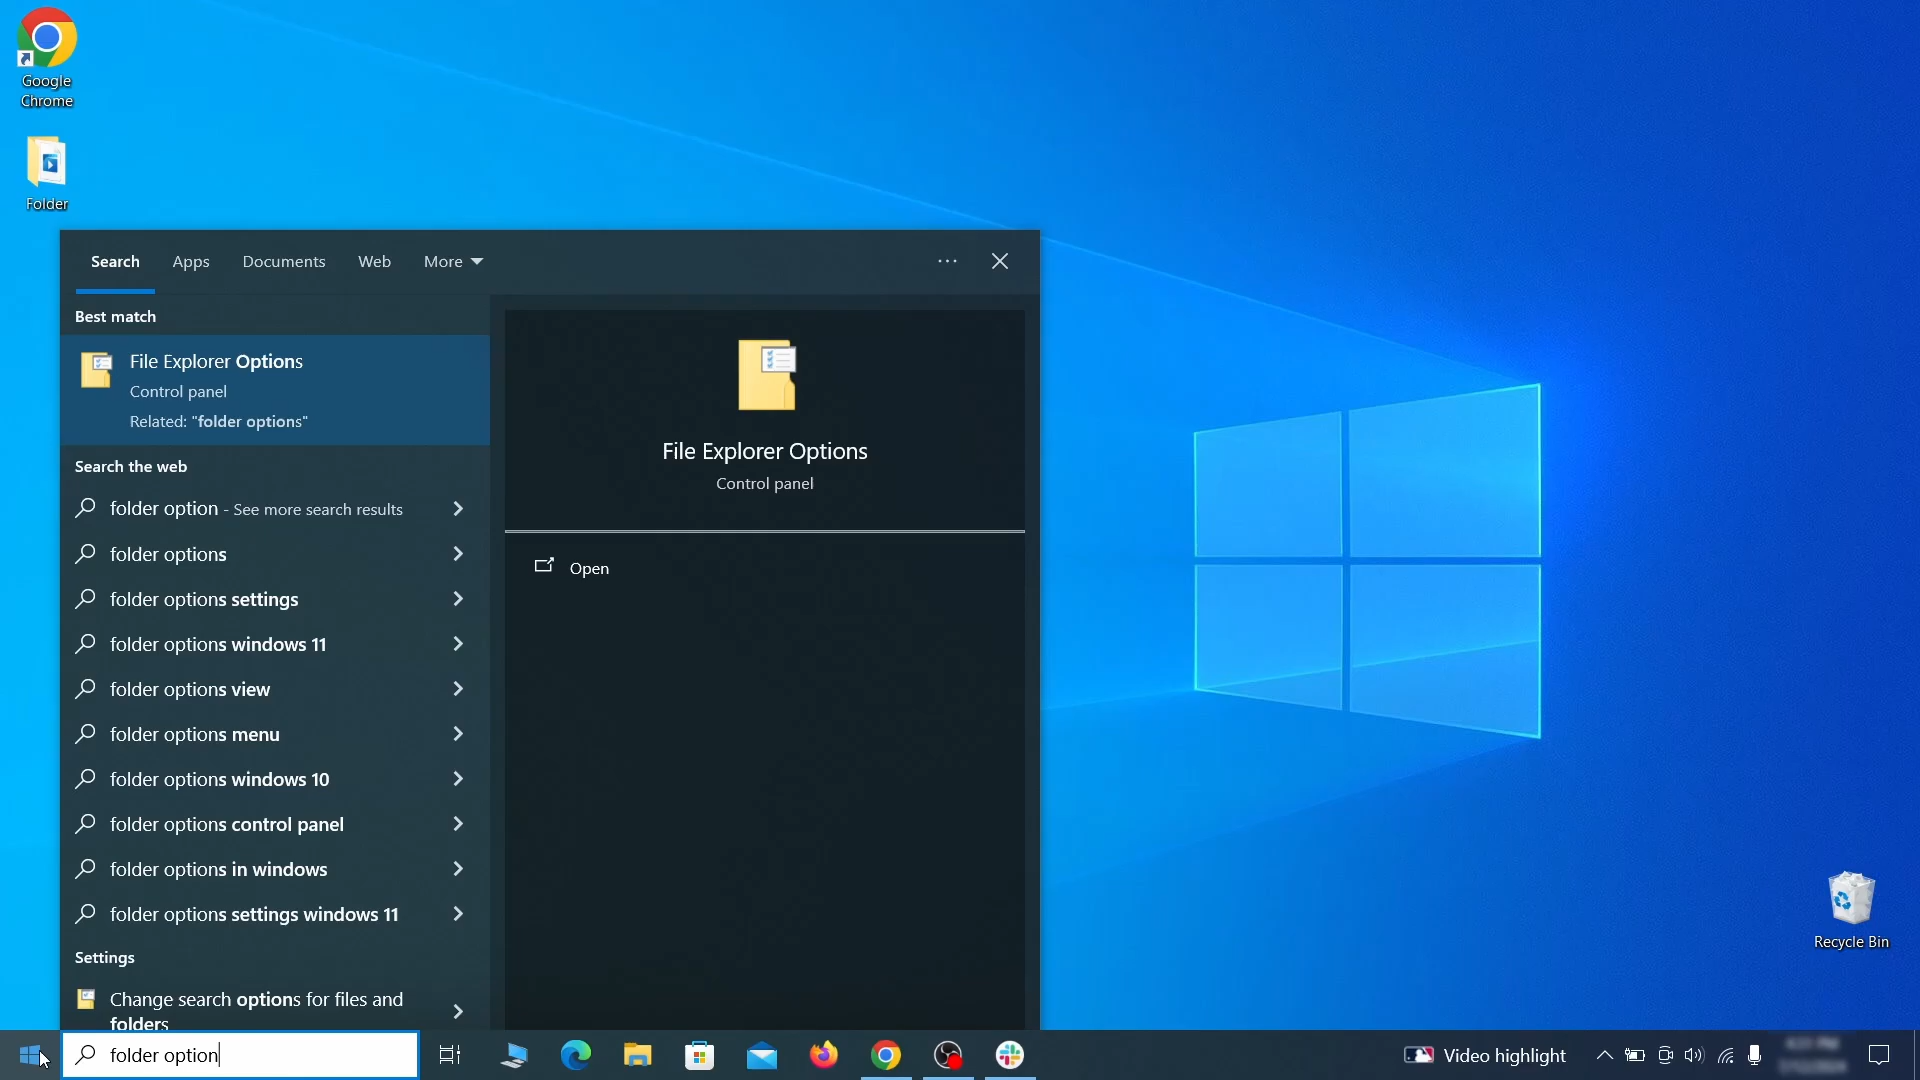 Google
Chrome
Folder
Search
Apps
Documents
Web
More
Best match
File Explorer Options
Control panel
Related: "folder options"
Search the web
folder option - See more search results
folder options
folder options settings
folder options windows 11
folder options view
folder options menu
folder options windows 10
folder options control panel
folder options in windows
folder options settings windows 11
Settings
Change search options for files and
folders
File Explorer Options
Control panel
Open
Recycle Bin
folder option
Video highlight